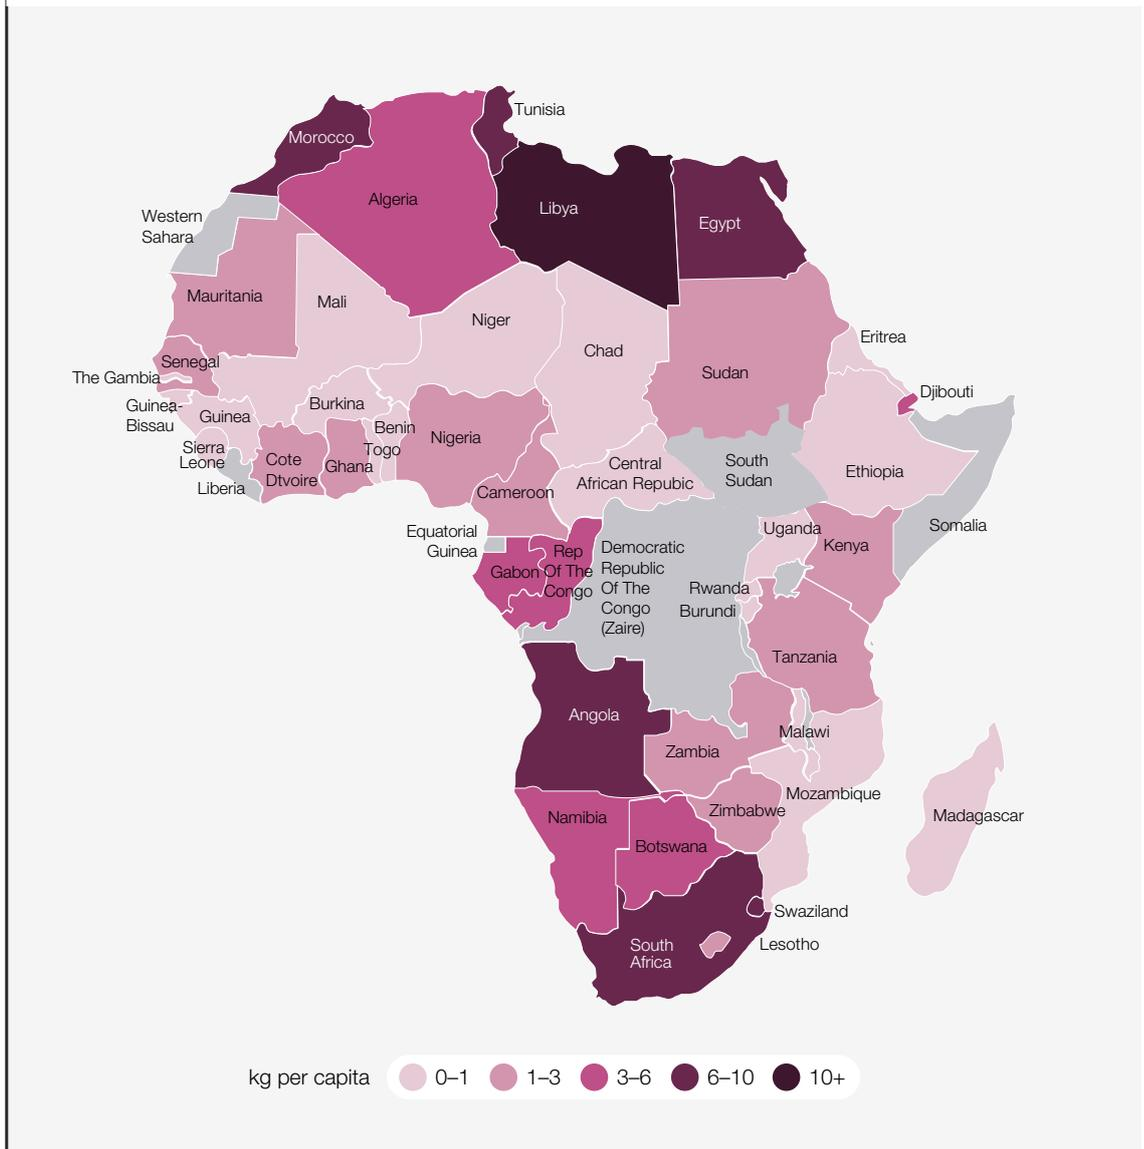 Tunisia
Morocco
Algeria
Libya
Egypt
Western
Sahara
Mauritania
Mali
Niger
Chad
Sudan
Eritrea
Senegal
The Gambia
Djibouti
Guinea-
Bissau
Guinea
Burkina
Benin
Togo
Nigeria
Sierra
Leone
Liberia
Cote
Dtvoire
Ghana
Cameroon
Central
African Repubic
South
Sudan
Ethiopia
Somalia
Equatorial
Guinea
Gabon
Rep
Of The
Congo
Democratic
Republic
Of The
Congo
(Zaire)
Uganda
Kenya
Rwanda
Burundi
Tanzania
Angola
Zambia
Malawi
Mozambique
Zimbabwe
Madagascar
Namibia
Botswana
Swaziland
South
Africa
Lesotho
kg per capita 0–1 1–3 3–6 6–10 10+